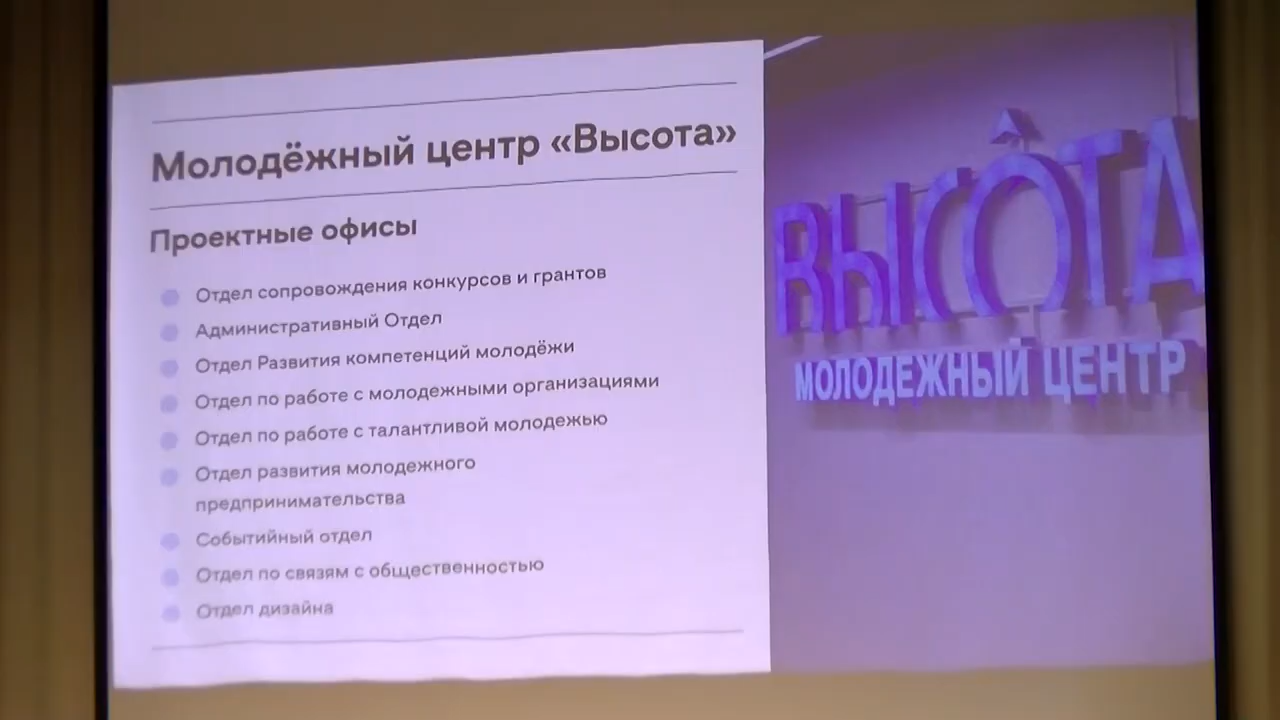 Молодёжный центр «Высота»
Проектные офисы
Отдел сопровождения конкурсов и грантов
Административный Отдел
Отдел Развития компетенций молодёжи
Отдел по работе с молодежными организациями
Отдел по работе с талантливой молодежью
Отдел развития молодежного
предпринимательства
Событийный отдел
Отдел по связям с общественностью
Отдел дизайна
ВЫСОТА
МОЛОДЕЖНЫЙ ЦЕНТР